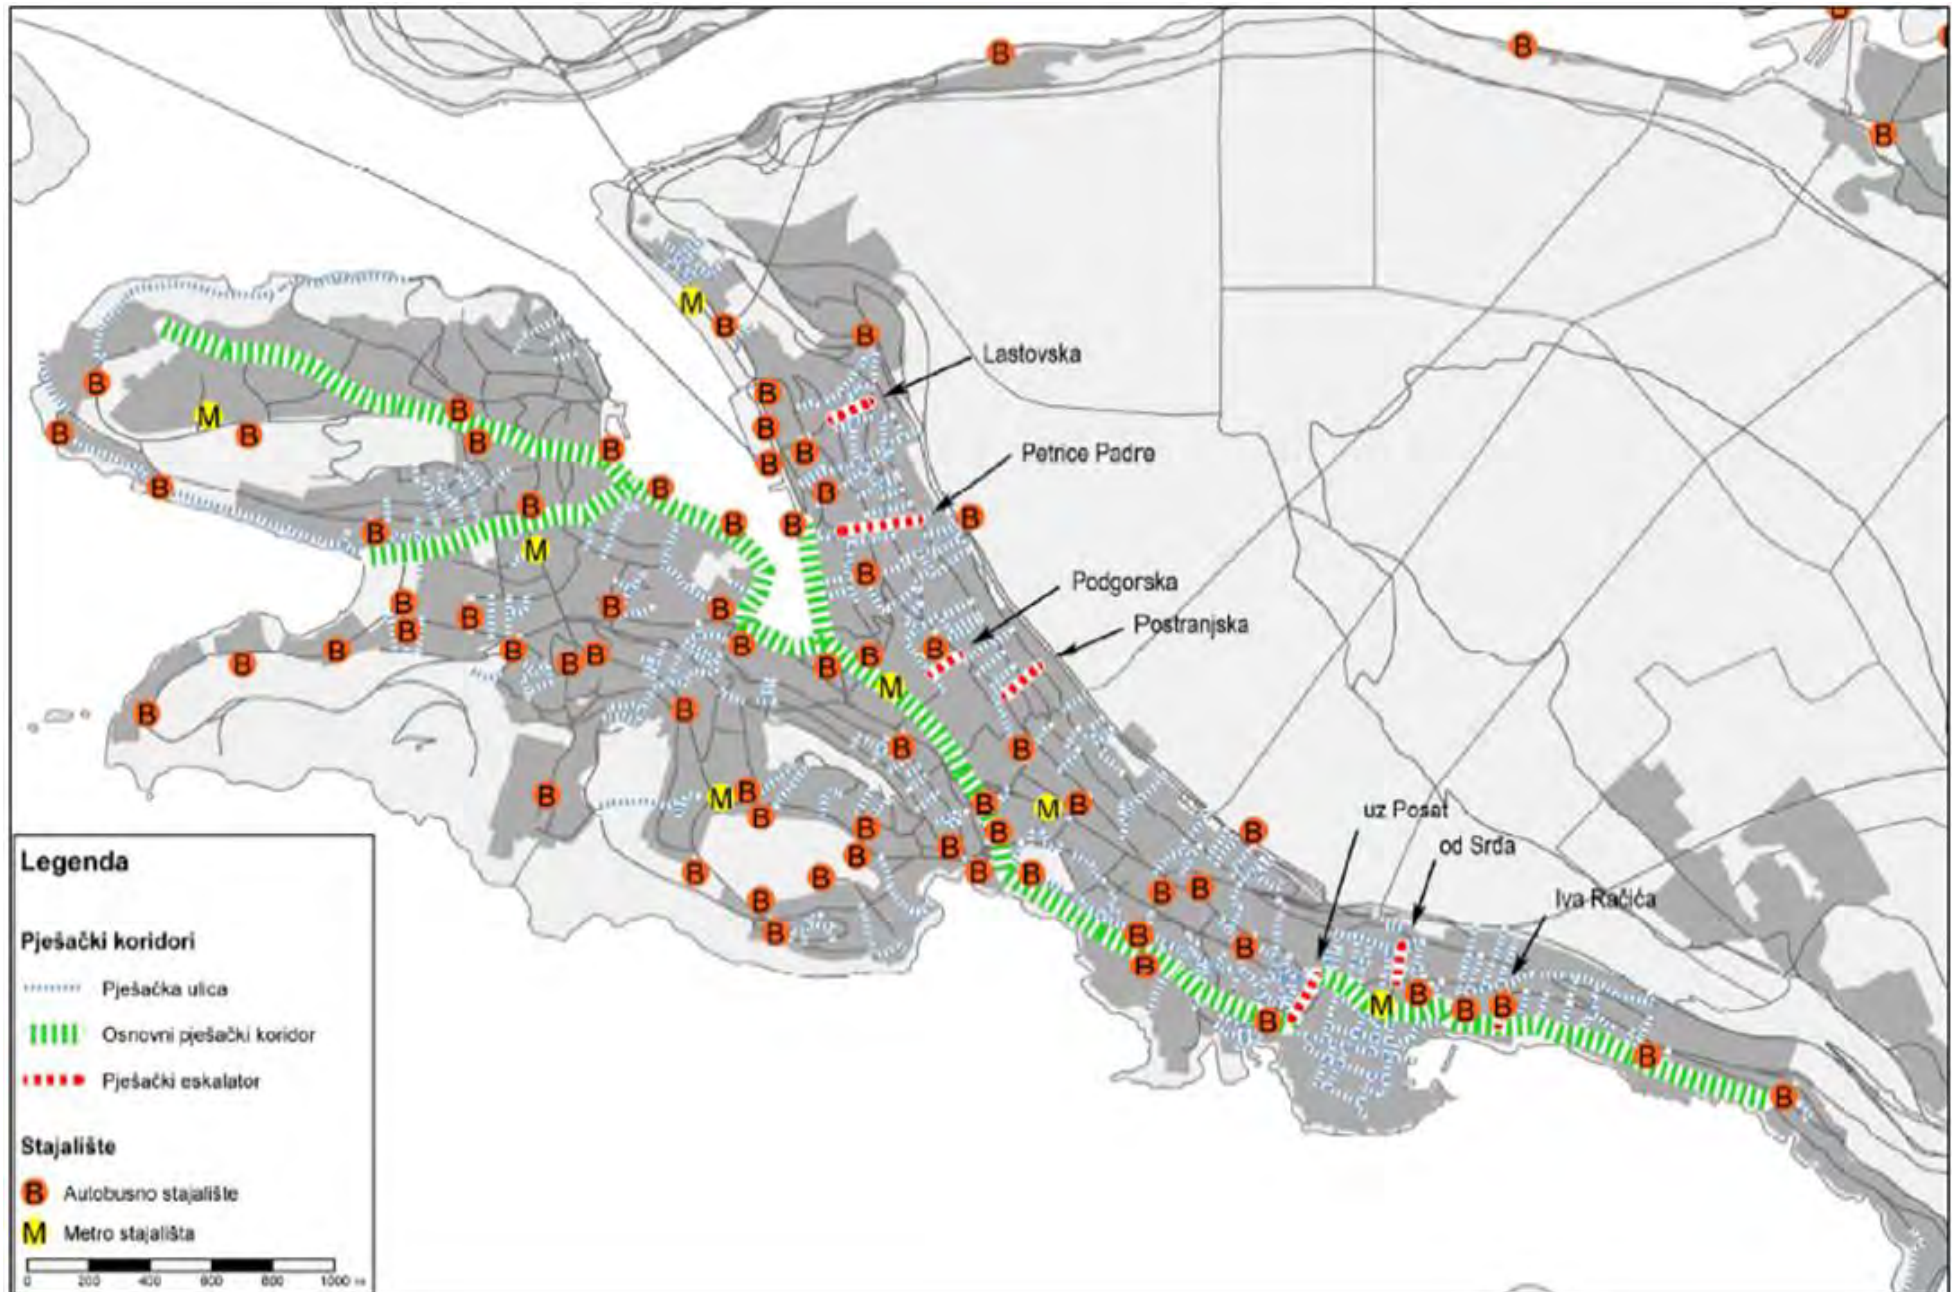 Lastovska
Petrice Padre
Podgorska
Postranjska
uz Posat
od Srđa
Iva Račića
Legenda
Pješački koridori
Pješačka ulica
Osnovni pješački koridor
Pješački eskalator
Stajalište
B Autobusno stajalište
M Metro stajališta
0 200 400 600 800 1000 m